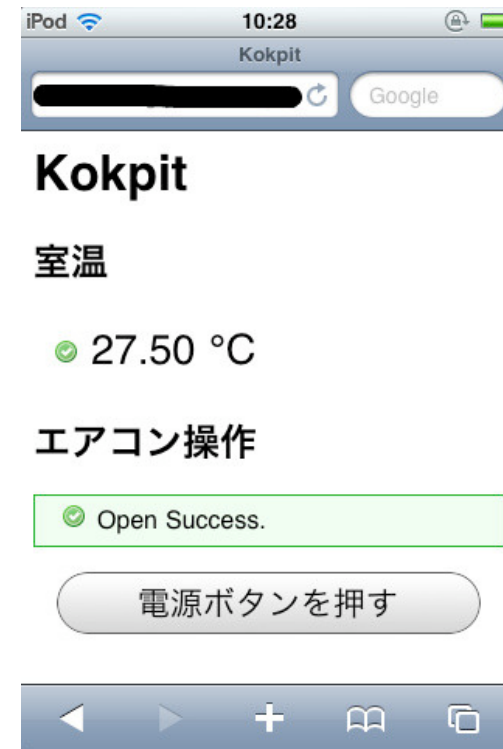 iPod 10:28
Kokpit
Google
Kokpit
室温
27.50 °C
エアコン操作
Open Success.
電源ボタンを押す